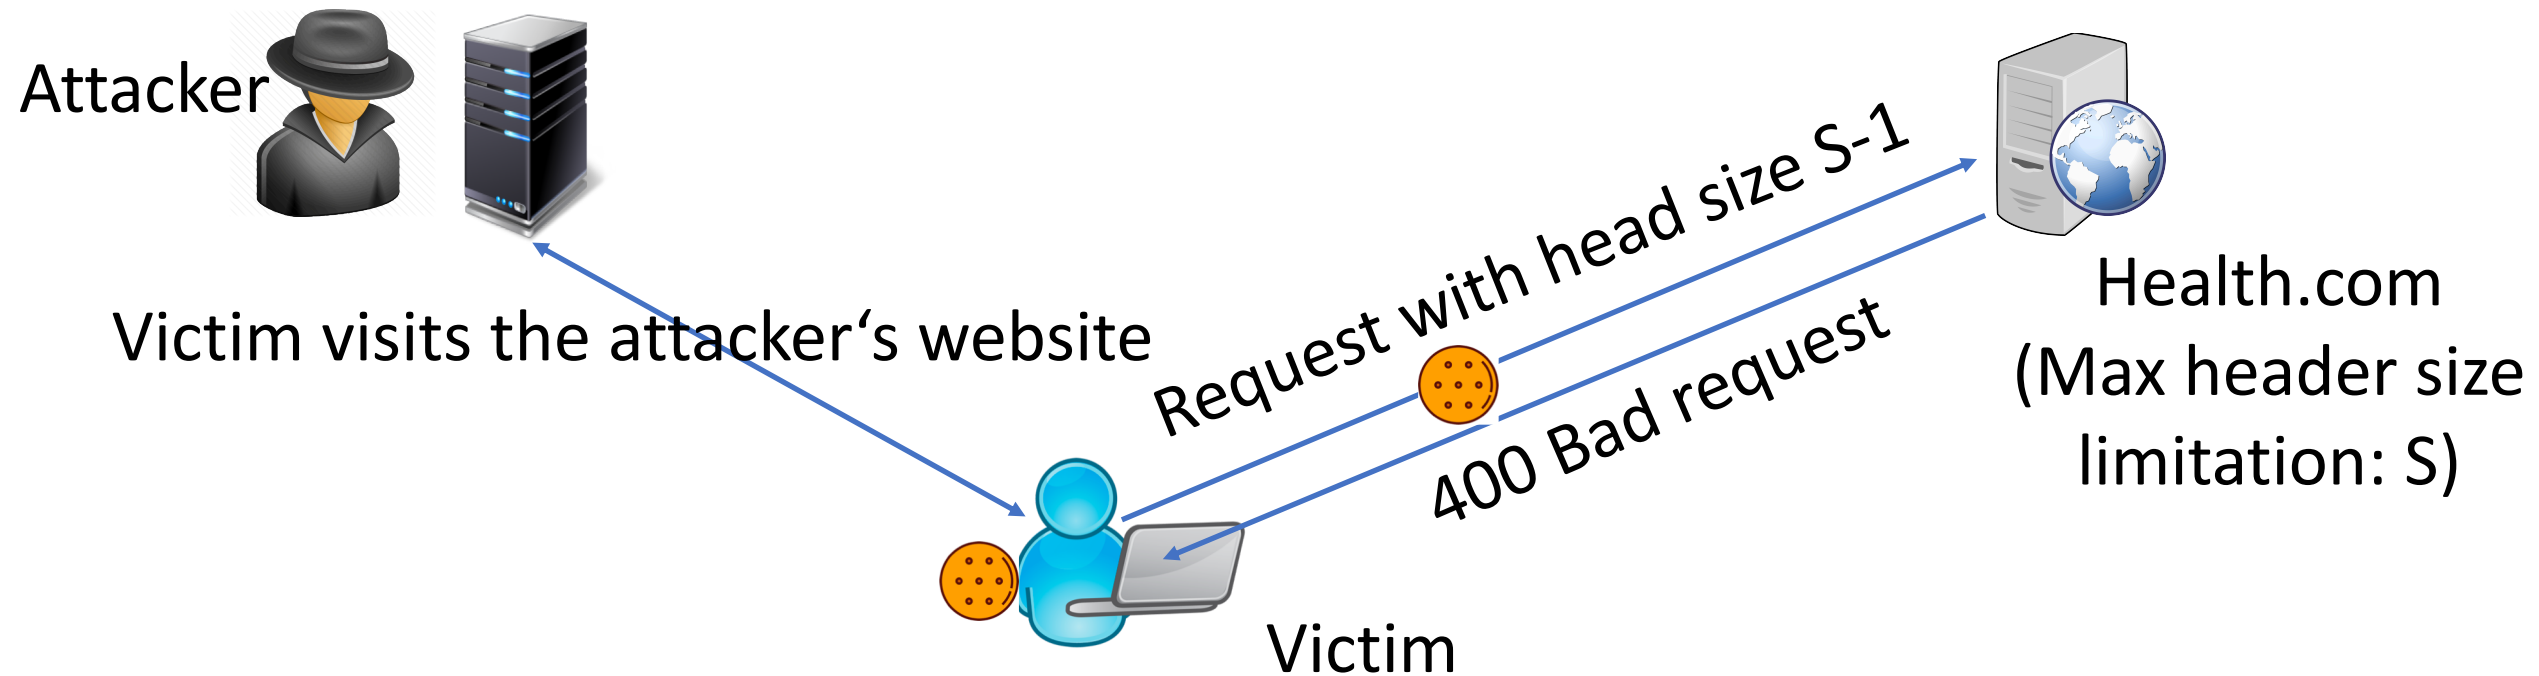 Attacker
Victim visits the attacker‘s website
Request with head size S-1
400 Bad request
Health.com
(Max header size
limitation: S)
Victim